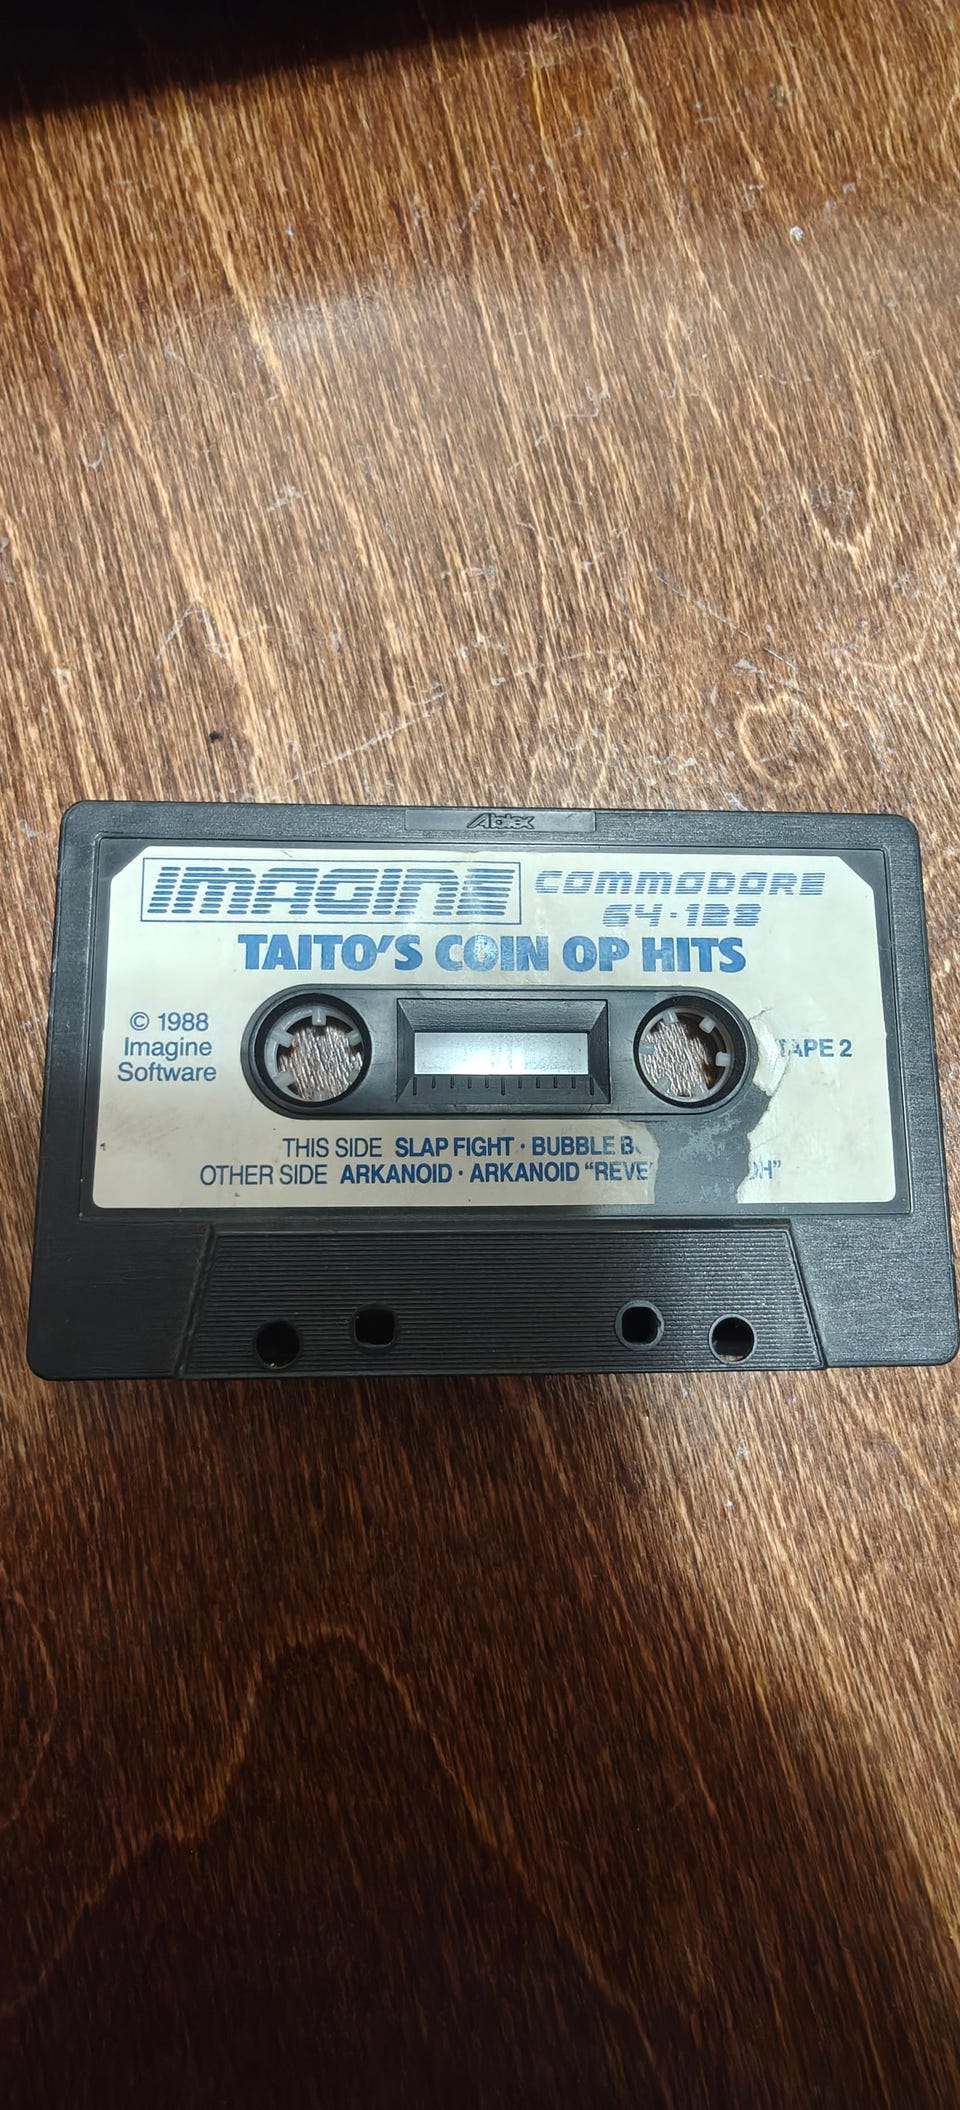 Ablex
IMAGINE COMMODORE
64·128
TAITO'S COIN OP HITS
© 1988
Imagine
Software
TAPE 2
THIS SIDE SLAP FIGHT · BUBBLE
OTHER SIDE ARKANOID · ARKANOID